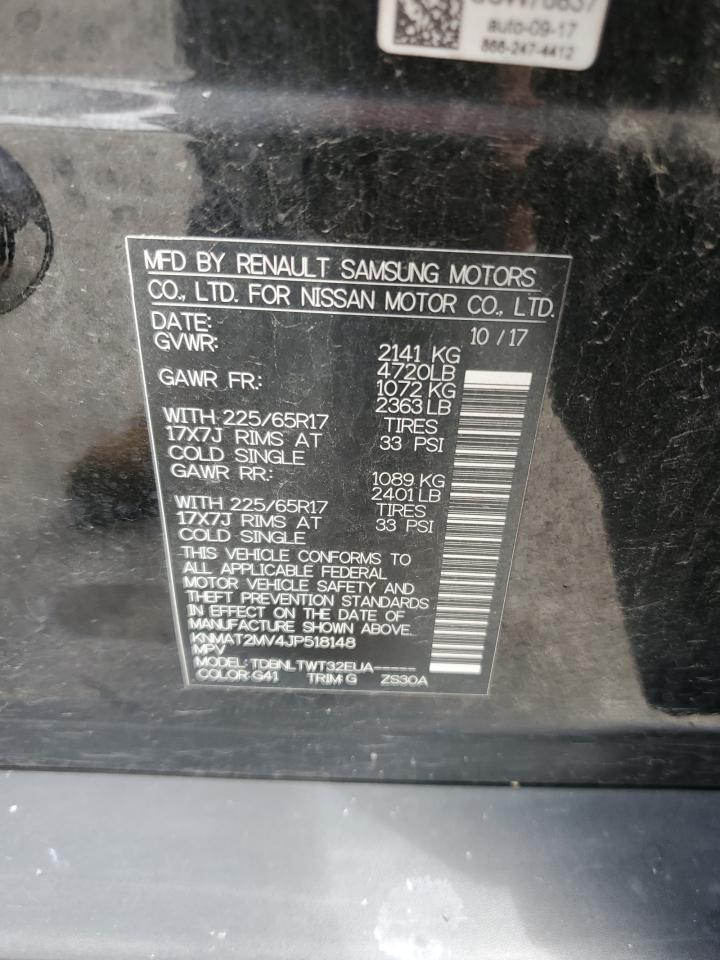 auto-09-17
866-247-4412
MFD BY RENAULT SAMSUNG MOTORS
CO., LTD. FOR NISSAN MOTOR CO., LTD.
DATE: 10 / 17
GVWR: 2141 KG
4720LB
GAWR FR.: 1072 KG
2363 LB
WITH 225/65R17 TIRES
17X7J RIMS AT 33 PSI
COLD SINGLE
GAWR RR.: 1089 KG
2401 LB
WITH 225/65R17 TIRES
17X7J RIMS AT 33 PSI
COLD SINGLE
THIS VEHICLE CONFORMS TO
ALL APPLICABLE FEDERAL
MOTOR VEHICLE SAFETY AND
THEFT PREVENTION STANDARDS
IN EFFECT ON THE DATE OF
MANUFACTURE SHOWN ABOVE.
KNMAT2MV4JP518148
MPV
MODEL: TDBNLTWT32EUA------
COLOR: G41 TRIM: G ZS30A